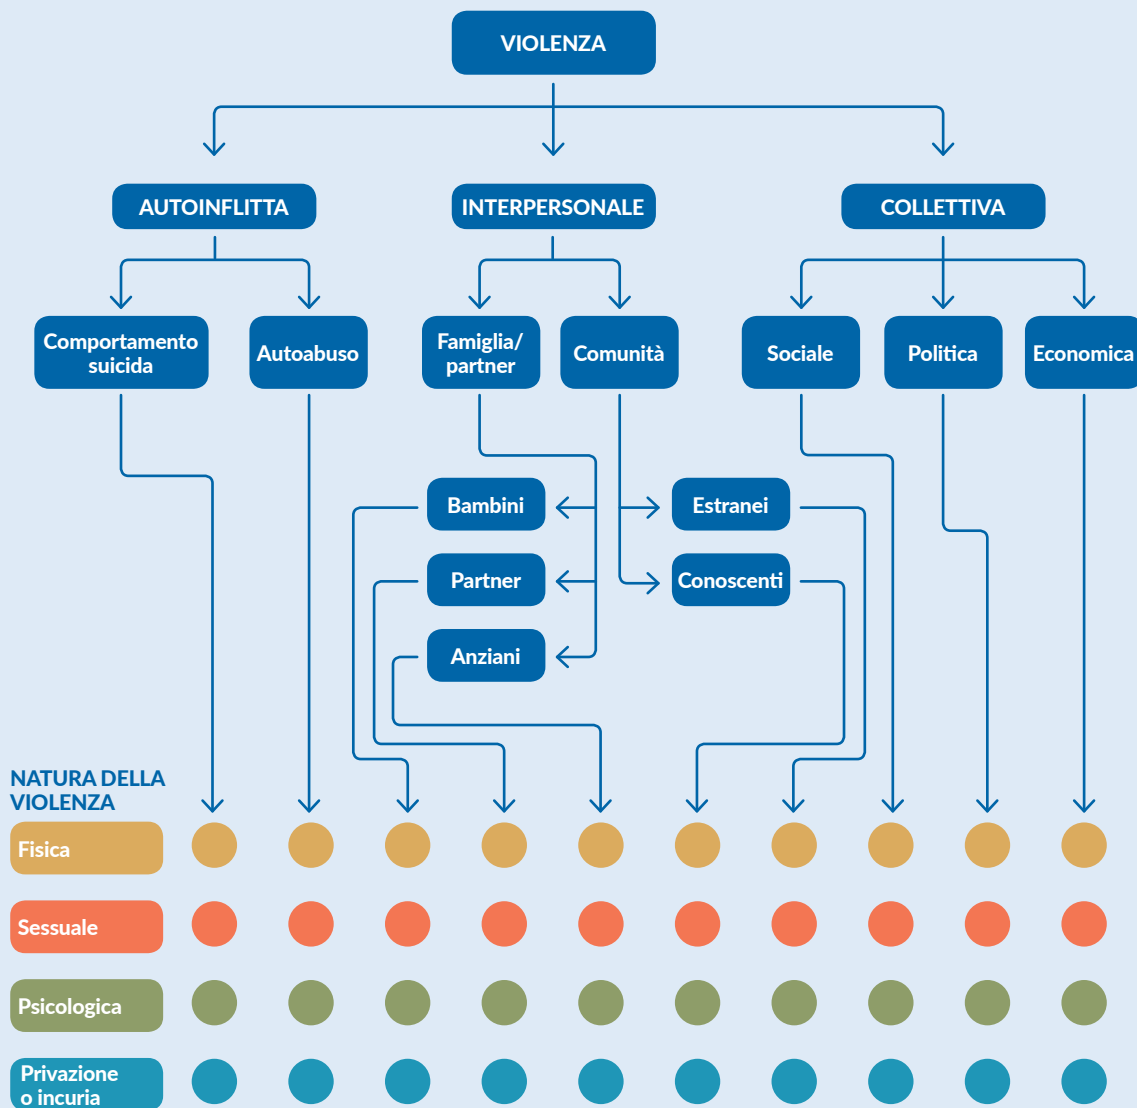 VIOLENZA
AUTOINFLITTA
INTERPERSONALE
COLLETTIVA
Comportamento
suicida
Autoabuso
Famiglia/
partner
Comunità
Sociale
Politica
Economica
Bambini
Estranei
Partner
Conoscenti
Anziani
NATURA DELLA
VIOLENZA
Fisica
Sessuale
Psicologica
Privazione
o incuria